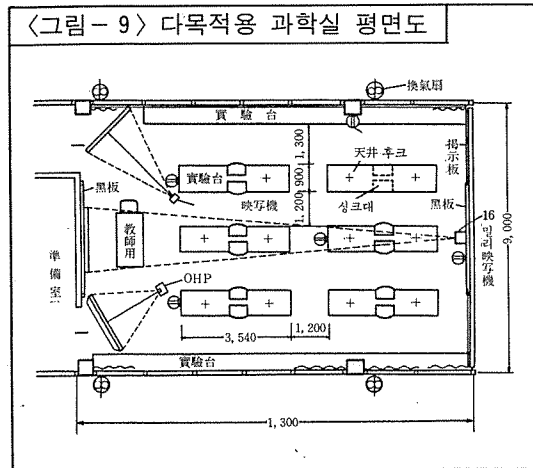 〈그림-9〉 다목적용 과학실 평면도
換氣扇
實驗台
天井후크
揭示板
1,300
實驗台
900
映写機
싱크대
1,200
黑板
黑板
敎師用
16밀리映写機
9,000
準備室
OHP
3,540
1,200
實驗台
1,300